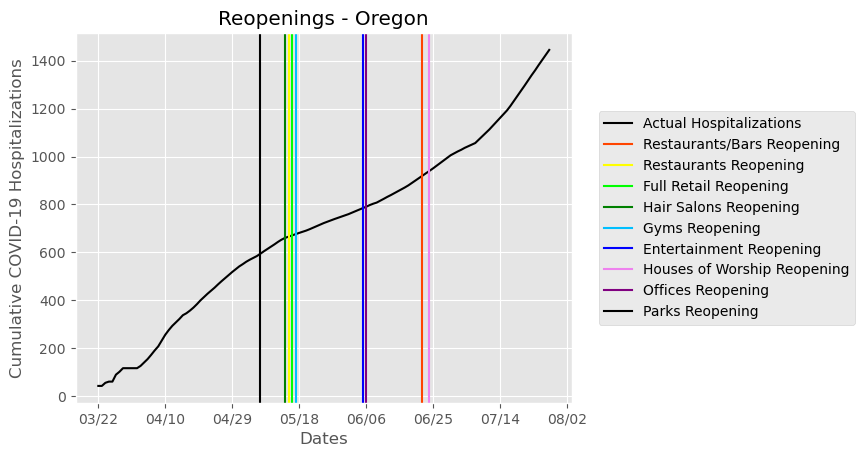 Reopenings - Oregon
Cumulative COVID-19 Hospitalizations
1400
1200
1000
800
600
400
200
0
03/22 04/10 04/29 05/18 06/06 06/25 07/14 08/02
Dates
Actual Hospitalizations
Restaurants/Bars Reopening
Restaurants Reopening
Full Retail Reopening
Hair Salons Reopening
Gyms Reopening
Entertainment Reopening
Houses of Worship Reopening
Offices Reopening
Parks Reopening